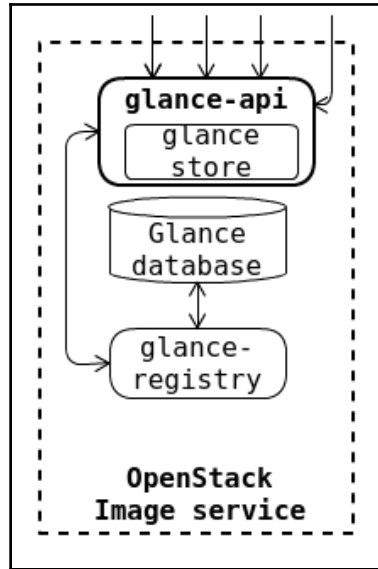 glance-api
glance
store
Glance
database
glance-
registry
OpenStack
Image service